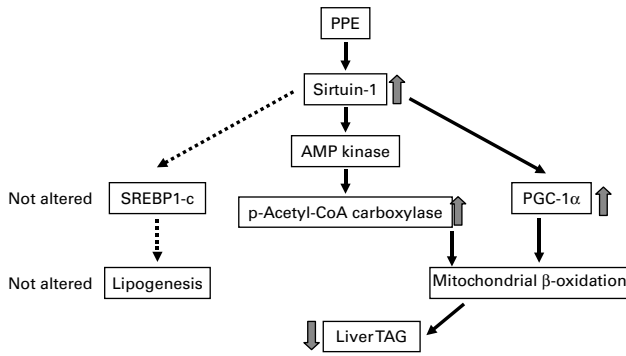 PPE
Sirtuin-1
AMP kinase
Not altered
SREBP1-c
p-Acetyl-CoA carboxylase
PGC-1α
Not altered
Lipogenesis
Mitochondrial β-oxidation
Liver TAG